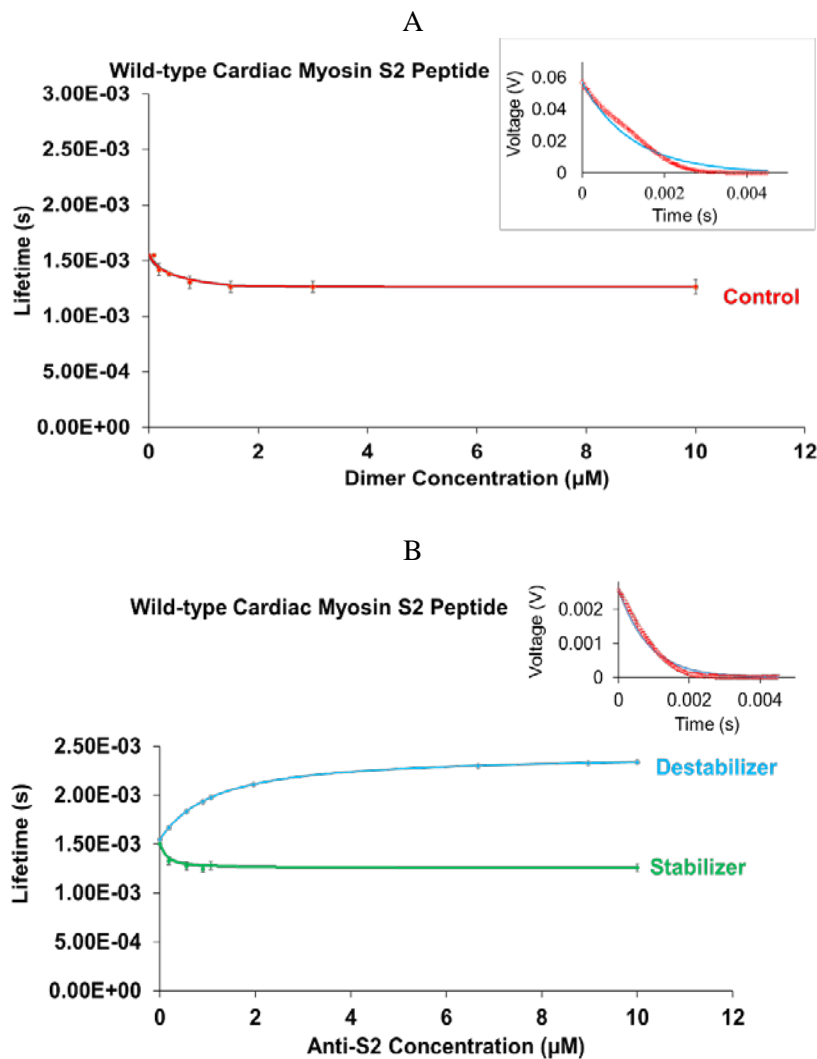 A
Wild-type Cardiac Myosin S2 Peptide
3.00E-03
2.50E-03
2.00E-03
1.50E-03
1.00E-03
5.00E-04
0.00E+00
Lifetime (s)
0 2 4 6 8 10 12
Dimer Concentration (µM)
Control
0.06
0.04
0.02
0
Voltage (V)
0 0.002 0.004
Time (s)
B
Wild-type Cardiac Myosin S2 Peptide
0.002
0.001
0
Voltage (V)
0 0.002 0.004
Time (s)
2.50E-03
2.00E-03
1.50E-03
1.00E-03
5.00E-04
0.00E+00
Lifetime (s)
Destabilizer
Stabilizer
0 2 4 6 8 10 12
Anti-S2 Concentration (µM)